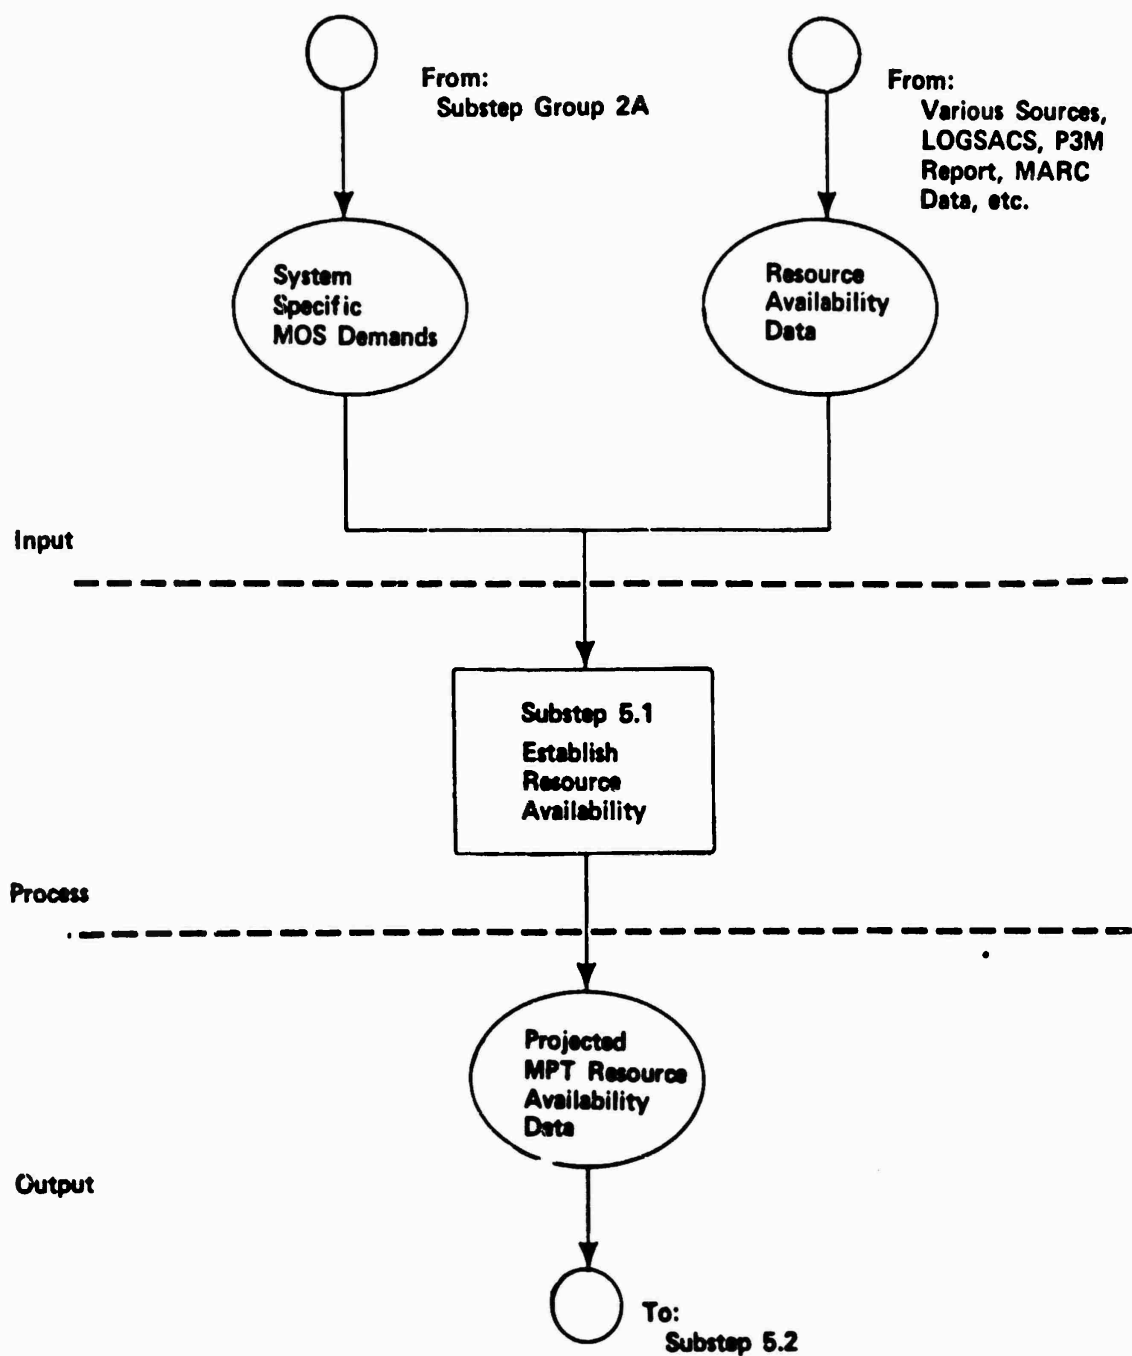 From:
Substep Group 2A
From:
Various Sources,
LOGSACS, P3M
Report, MARC
Data, etc.
System
Specific
MOS Demands
Resource
Availability
Data
Input
Substep 5.1
Establish
Resource
Availability
Process
Projected
MPT Resource
Availability
Data
Output
To:
Substep 5.2